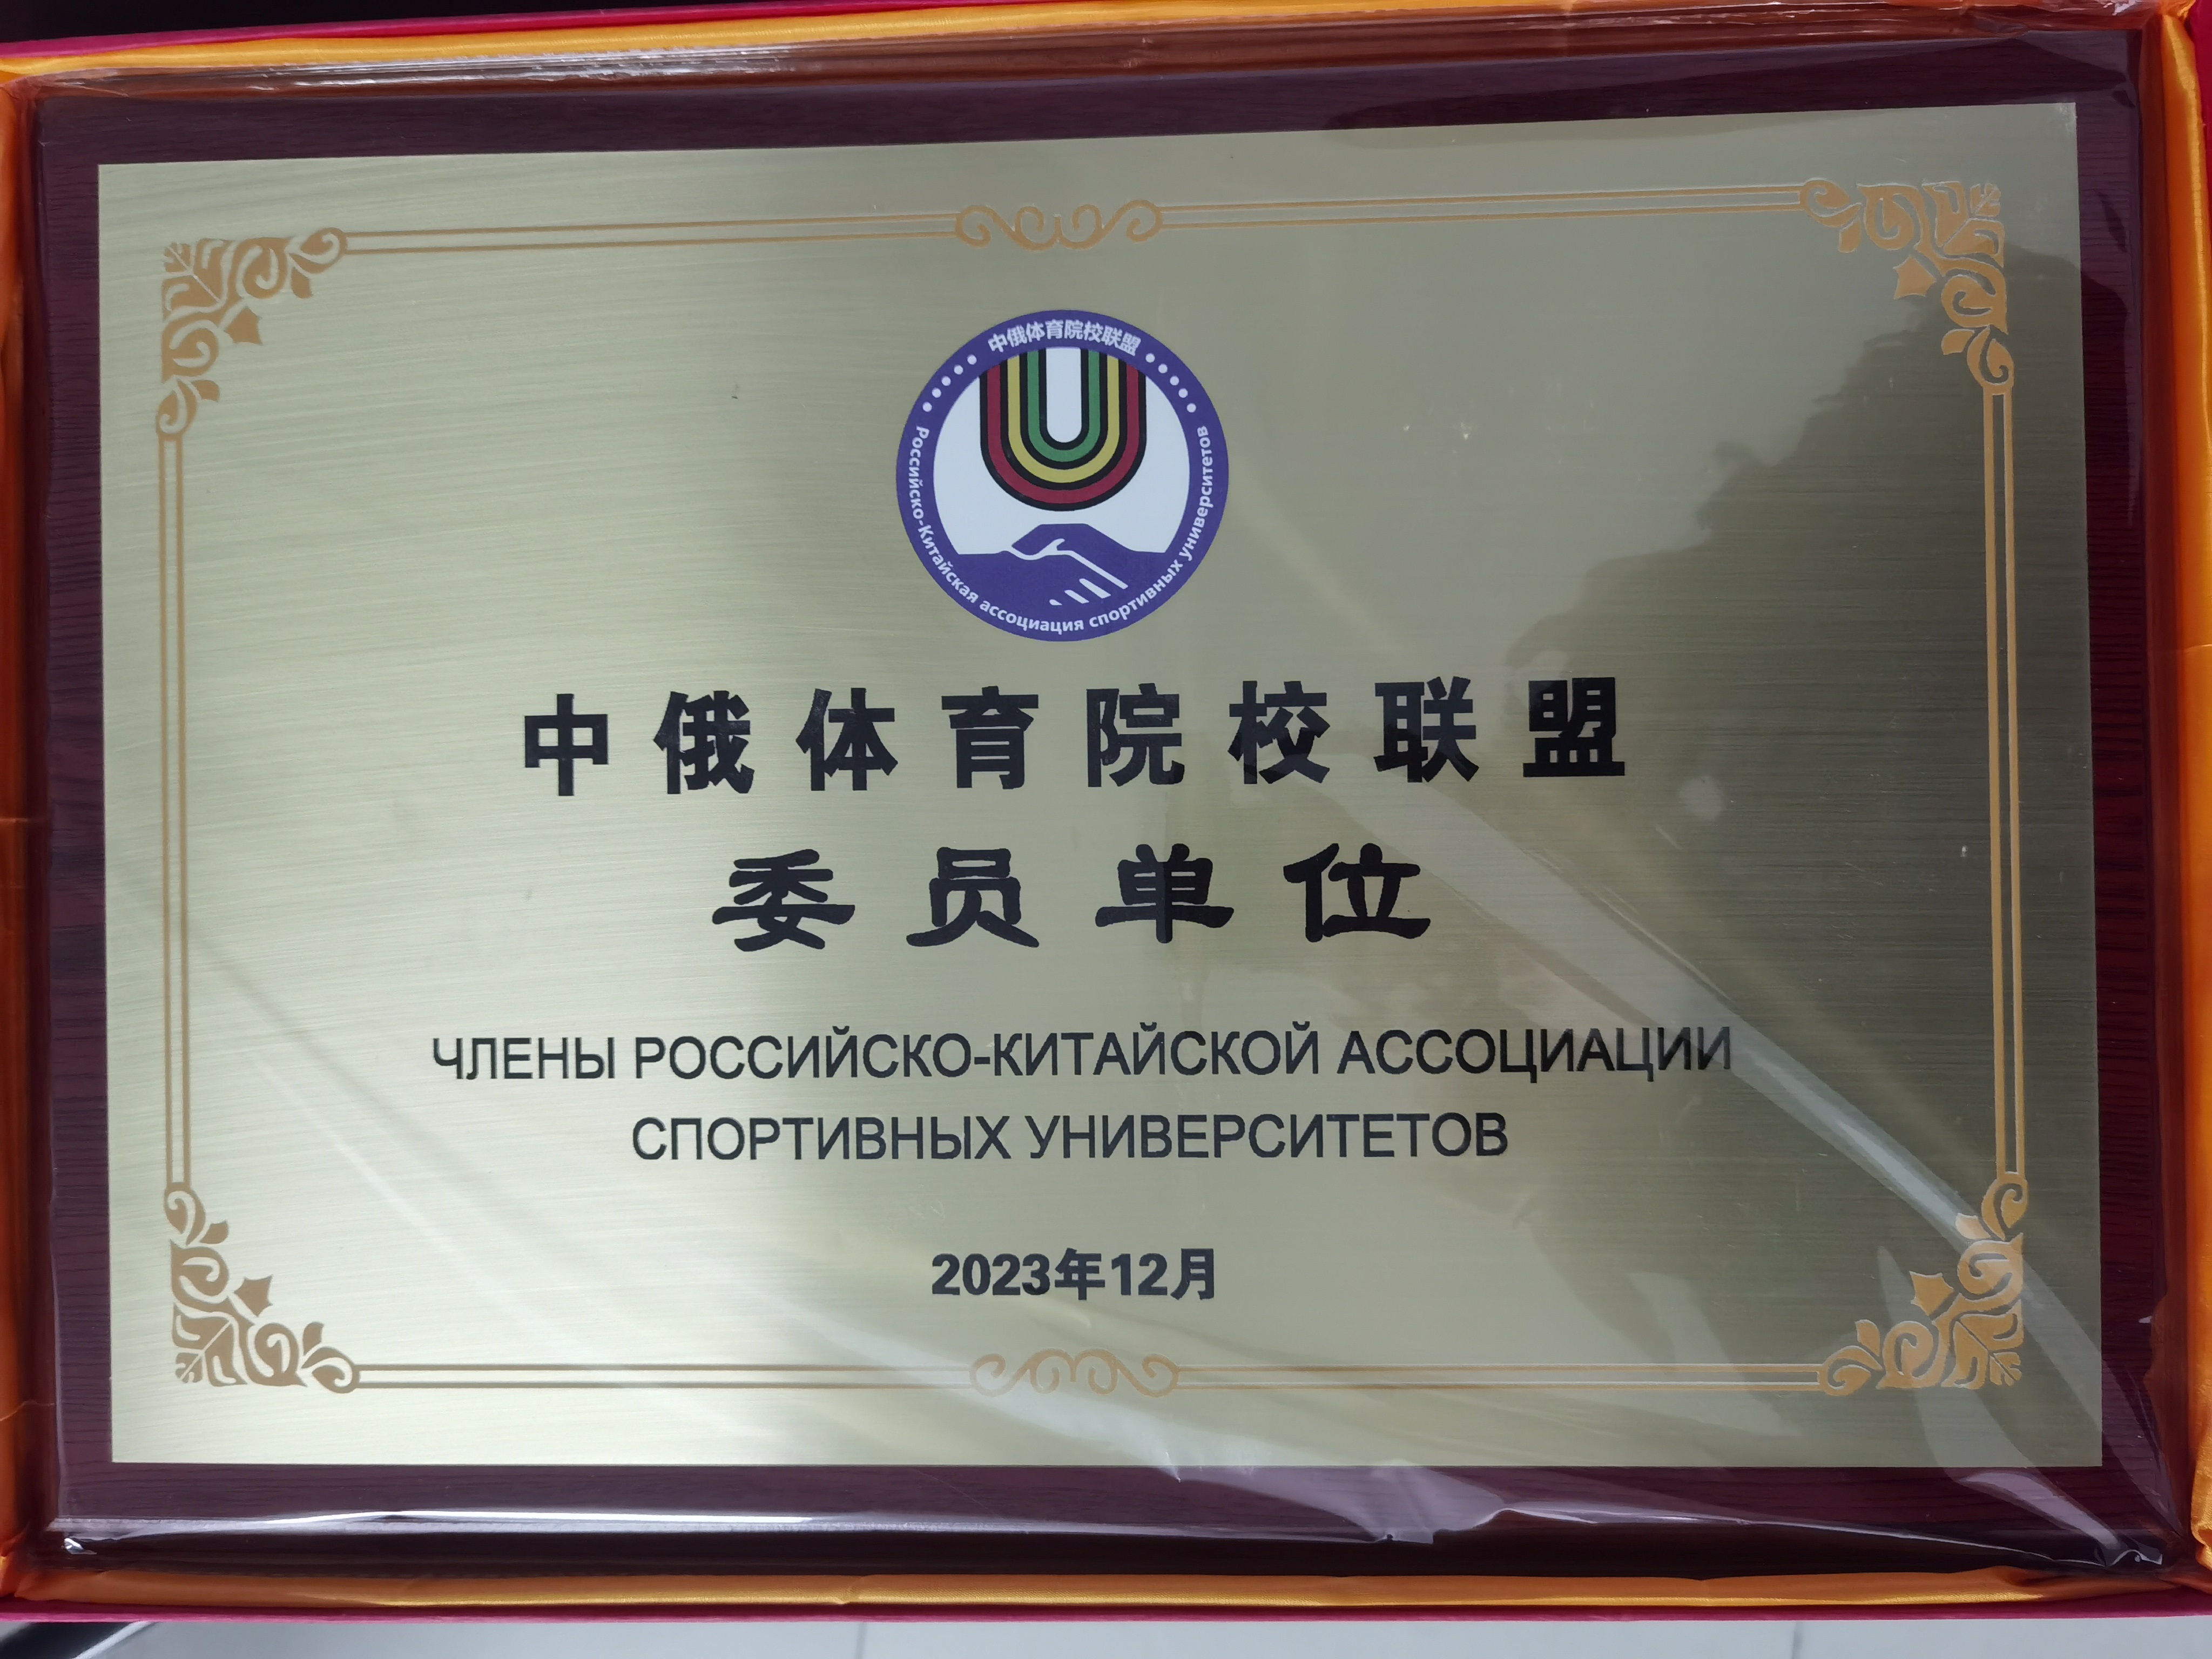 中俄体育院校联盟
Российско-Китайская ассоциация спортивных университетов
中俄体育院校联盟
委员单位
ЧЛЕНЫ РОССИЙСКО-КИТАЙСКОЙ АССОЦИАЦИИ
СПОРТИВНЫХ УНИВЕРСИТЕТОВ
2023年12月